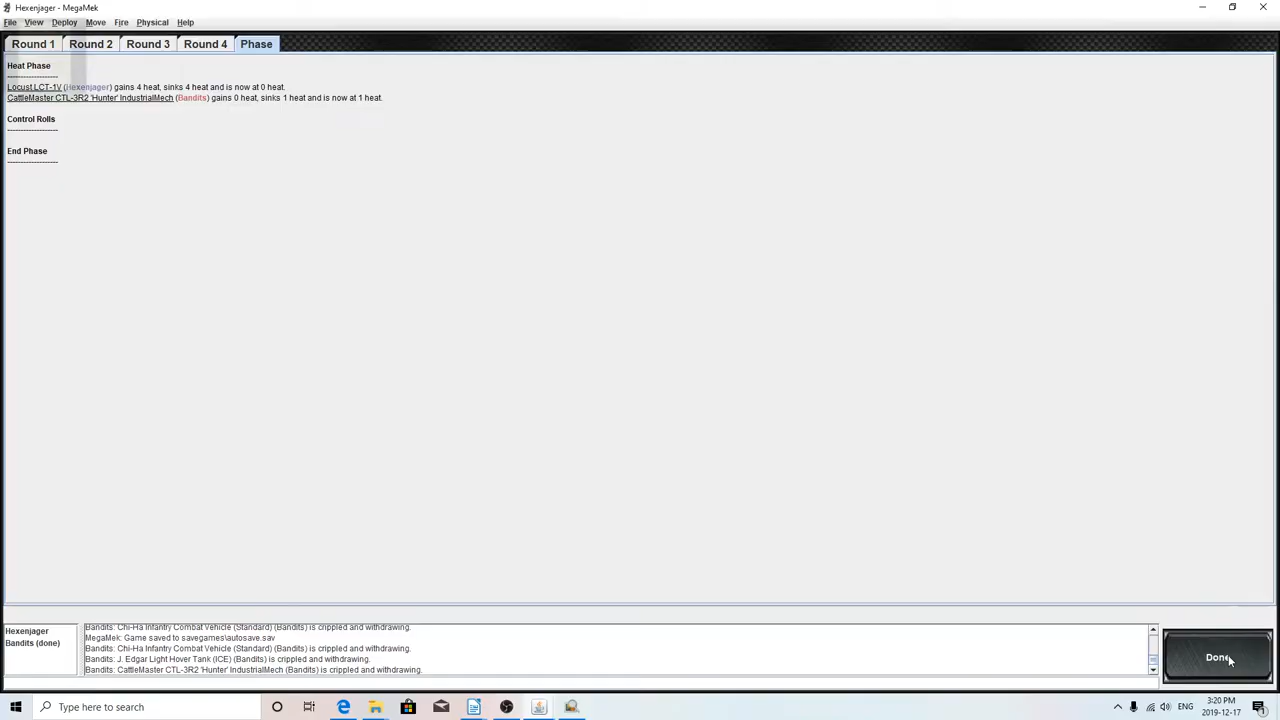 Hexenjager - MegaMek
File View Deploy Move Fire Physical Help
Round 1 Round 2 Round 3 Round 4 Phase
Heat Phase
--------------------
Locust LCT-1V (Hexenjager) gains 4 heat, sinks 4 heat and is now at 0 heat.
CattleMaster CTL-3R2 'Hunter' IndustrialMech (Bandits) gains 0 heat, sinks 1 heat and is now at 1 heat.
Control Rolls
--------------------
End Phase
--------------------
Hexenjager
Bandits (done)
Bandits: Chi-Ha Infantry Combat Vehicle (Standard) (Bandits) is crippled and withdrawing.
MegaMek: Game saved to savegames\autosave.sav
Bandits: Chi-Ha Infantry Combat Vehicle (Standard) (Bandits) is crippled and withdrawing.
Bandits: J. Edgar Light Hover Tank (ICE) (Bandits) is crippled and withdrawing.
Bandits: CattleMaster CTL-3R2 'Hunter' IndustrialMech (Bandits) is crippled and withdrawing.
Done
Type here to search
ENG
3:20 PM
2019-12-17
1